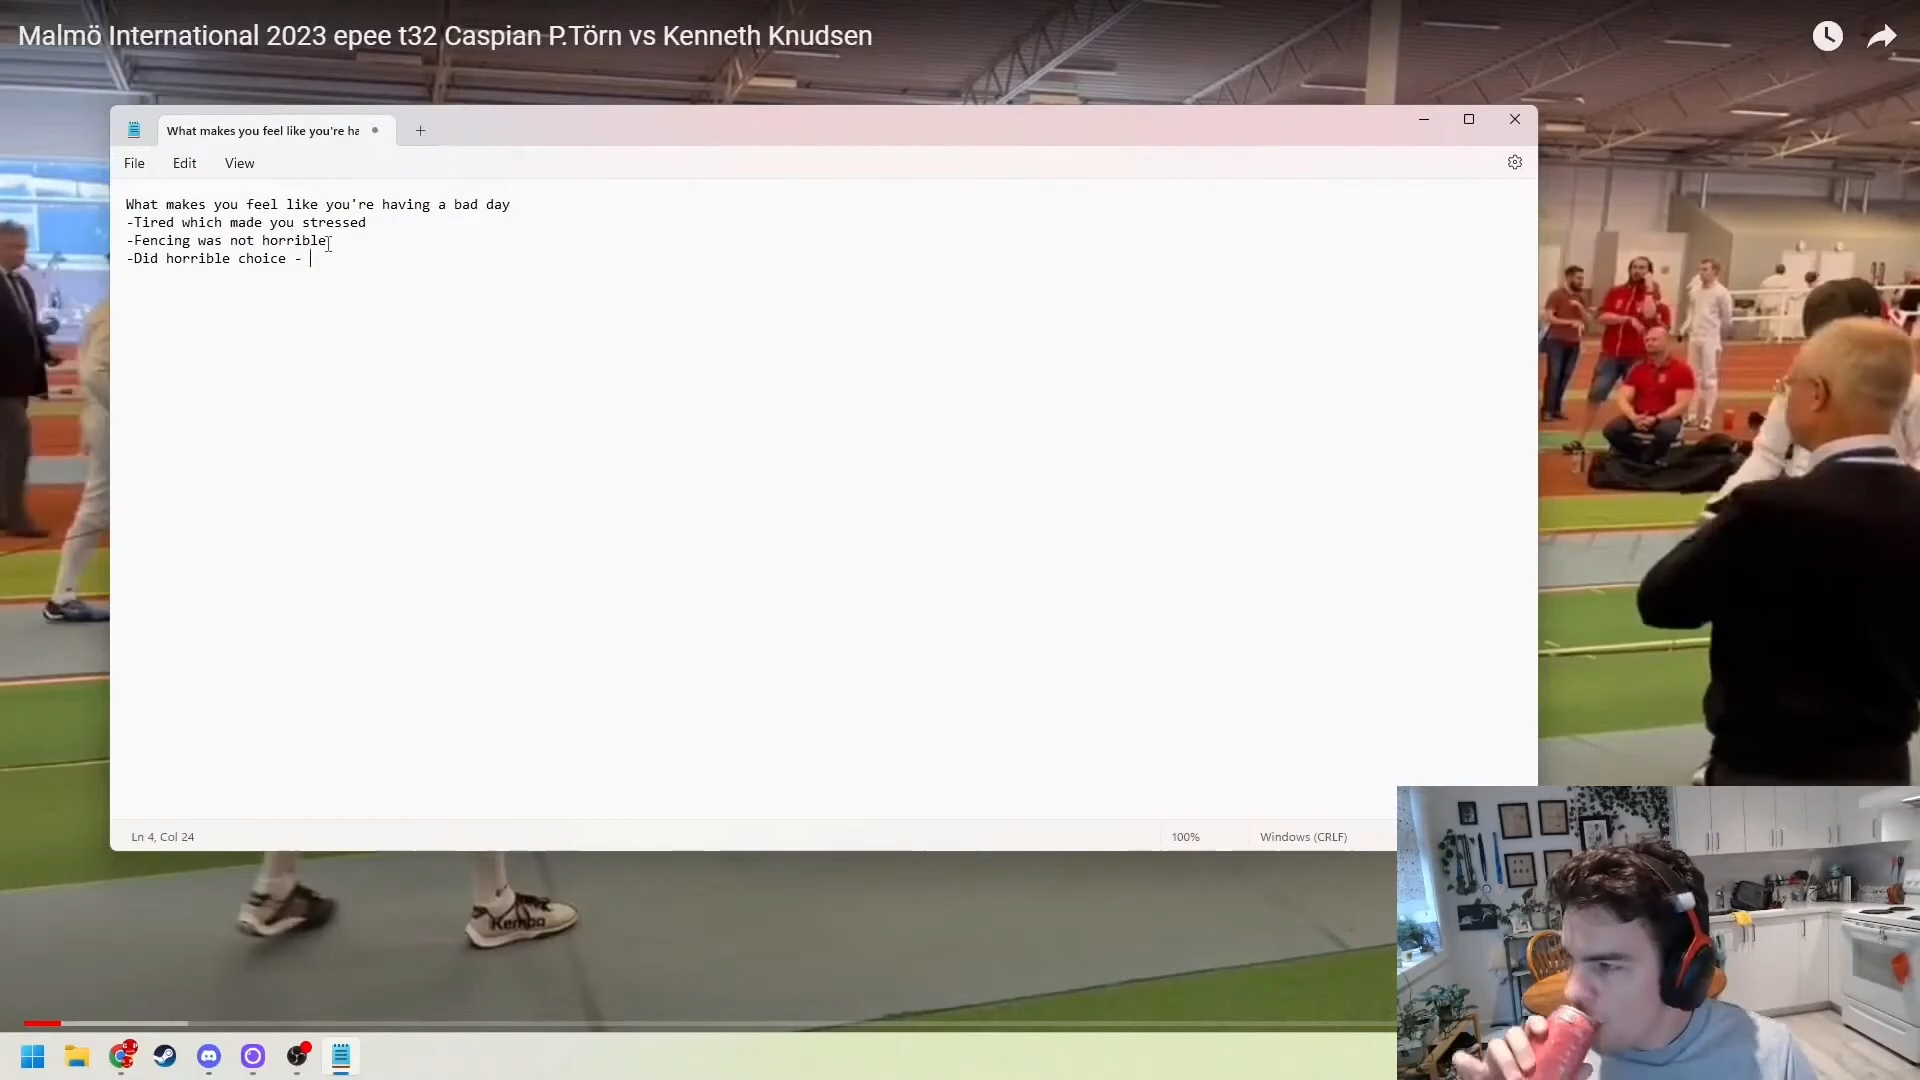 Malmö International 2023 epee t32 Caspian P.Törn vs Kenneth Knudsen
What makes you feel like you're ha
File Edit View
What makes you feel like you're having a bad day
-Tired which made you stressed
-Fencing was not horrible
-Did horrible choice -
Ln 4, Col 24
100%
Windows (CRLF)
Kempa